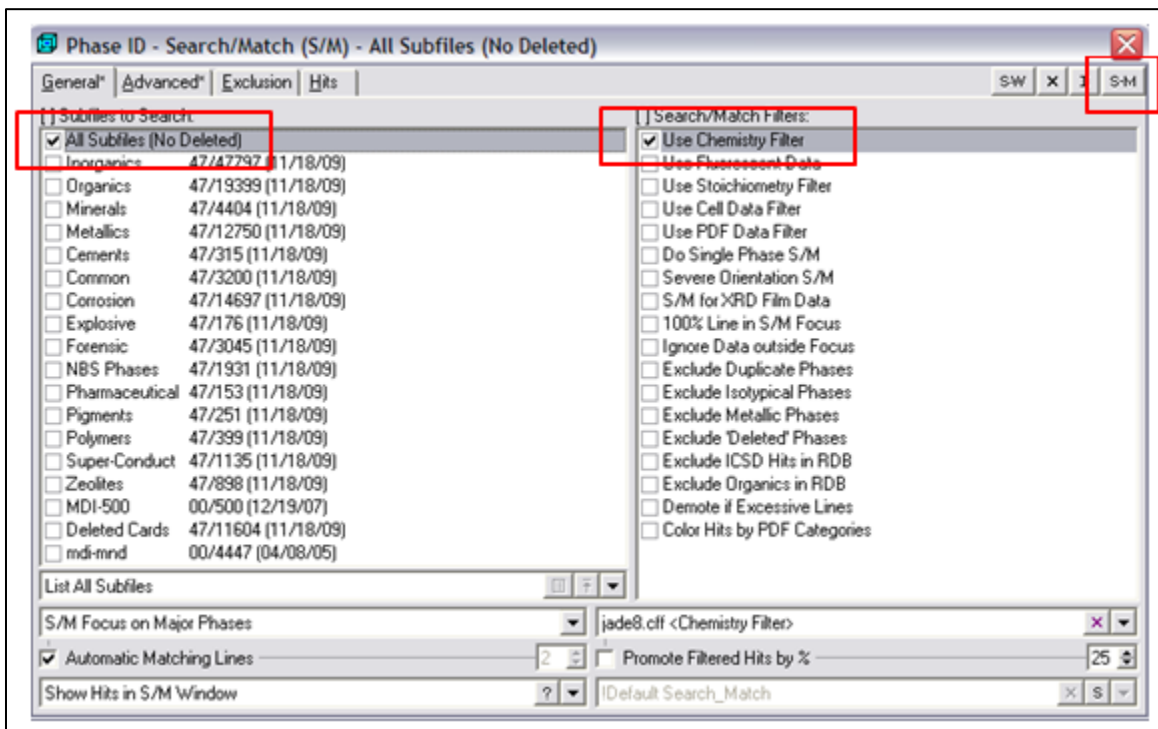 Phase ID - Search/Match (S/M) - All Subfiles (No Deleted)
General* Advanced* Exclusion Hits S-W X S-M
[ ] Subfiles to Search:
All Subfiles (No Deleted)
Inorganics 47/47797 (11/18/09)
Organics 47/19399 (11/18/09)
Minerals 47/4404 (11/18/09)
Metallics 47/12750 (11/18/09)
Cements 47/315 (11/18/09)
Common 47/3200 (11/18/09)
Corrosion 47/14697 (11/18/09)
Explosive 47/176 (11/18/09)
Forensic 47/3045 (11/18/09)
NBS Phases 47/1931 (11/18/09)
Pharmaceutical 47/153 (11/18/09)
Pigments 47/251 (11/18/09)
Polymers 47/399 (11/18/09)
Super-Conduct 47/1135 (11/18/09)
Zeolites 47/898 (11/18/09)
MDI-500 00/500 (12/19/07)
Deleted Cards 47/11604 (11/18/09)
mdi-mnd 00/4447 (04/08/05)
List All Subfiles
S/M Focus on Major Phases
Automatic Matching Lines 2
Show Hits in S/M Window ?
[ ] Search/Match Filters:
Use Chemistry Filter
Use Fluorescent Data
Use Stoichiometry Filter
Use Cell Data Filter
Use PDF Data Filter
Do Single Phase S/M
Severe Orientation S/M
S/M for XRD Film Data
100% Line in S/M Focus
Ignore Data outside Focus
Exclude Duplicate Phases
Exclude Isotypical Phases
Exclude Metallic Phases
Exclude 'Deleted' Phases
Exclude ICSD Hits in RDB
Exclude Organics in RDB
Demote if Excessive Lines
Color Hits by PDF Categories
jade8.cff <Chemistry Filter>
Promote Filtered Hits by % 25
!Default Search_Match S